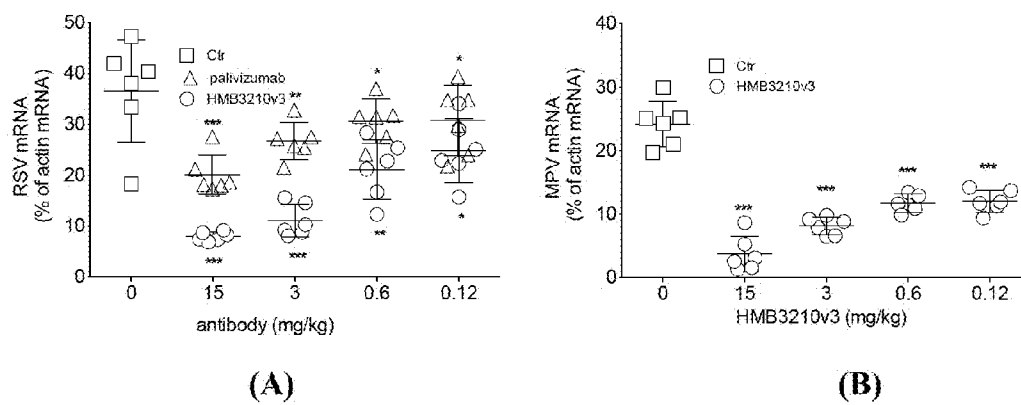 50
40
30
20
10
0
RSV mRNA
(% of actin mRNA)
Ctr
palivizumab
HMB3210v3
***
**
*
*
***
***
**
*
0 15 3 0.6 0.12
antibody (mg/kg)
(A)
40
30
20
10
0
MPV mRNA
(% of actin mRNA)
Ctr
HMB3210v3
***
***
***
***
0 15 3 0.6 0.12
HMB3210v3 (mg/kg)
(B)